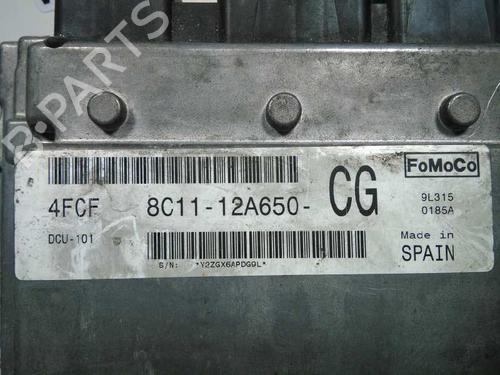 B-PARTS
FoMoCo
4FCF 8C11-12A650- CG
9L315
0185A
DCU-101
Made in
SPAIN
S/N: *Y2ZGX6APDG9L*